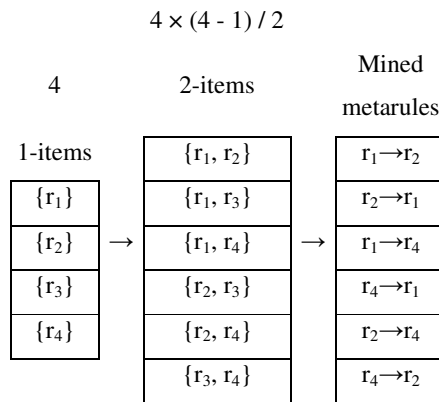 4 × (4 - 1) / 2
4
2-items
Mined
metarules
1-items
{r₁}
{r₂}
{r₃}
{r₄}
→
{r₁, r₂}
{r₁, r₃}
{r₁, r₄}
{r₂, r₃}
{r₂, r₄}
{r₃, r₄}
→
r₁→r₂
r₂→r₁
r₁→r₄
r₄→r₁
r₂→r₄
r₄→r₂